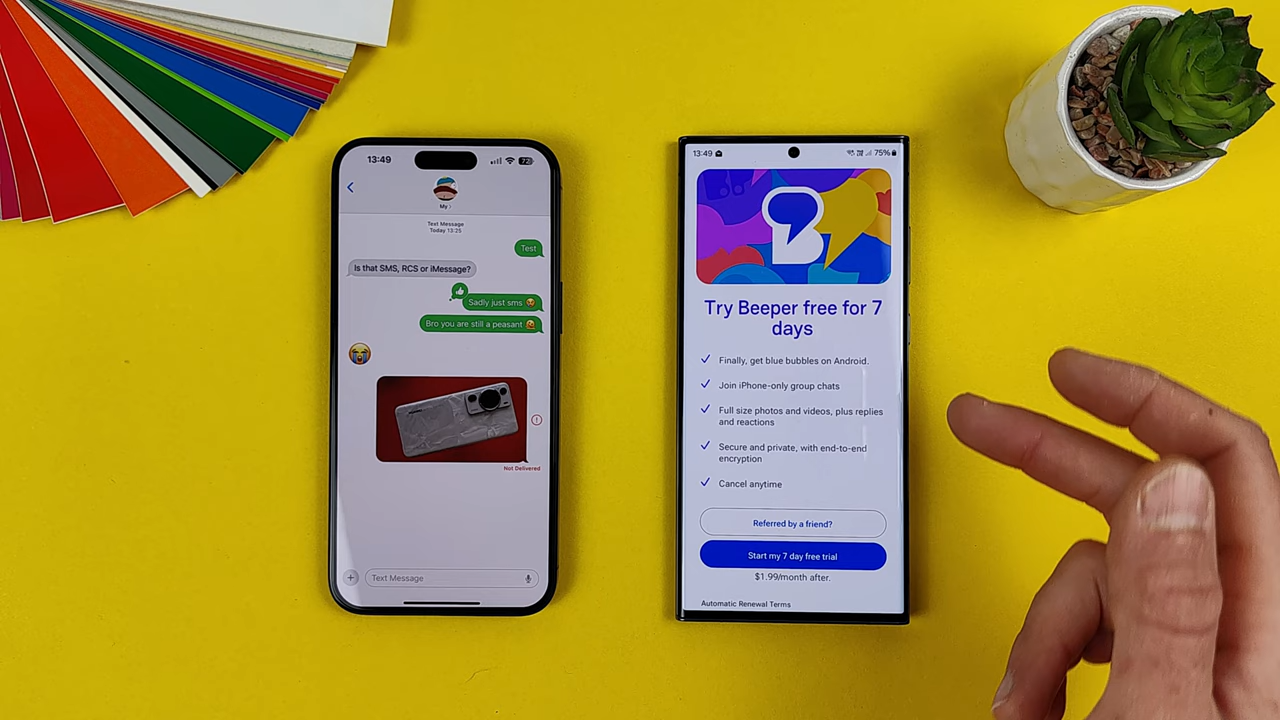 13:49
72
My
Text Message
Today 13:25
Test
Is that SMS, RCS or iMessage?
Sadly just sms 😢
Bro you are still a peasant
😭
Not Delivered
Text Message
13:49
75%
Try Beeper free for 7
days
Finally, get blue bubbles on Android.
Join iPhone-only group chats
Full size photos and videos, plus replies
and reactions
Secure and private, with end-to-end
encryption
Cancel anytime
Referred by a friend?
Start my 7 day free trial
$1.99/month after.
Automatic Renewal Terms